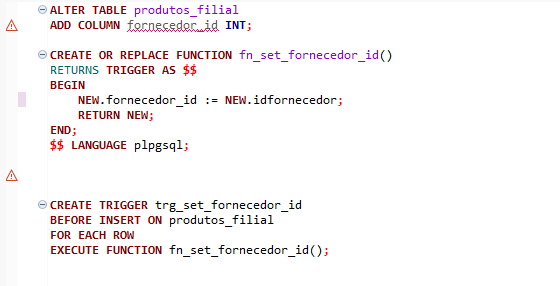 ALTER TABLE produtos_filial
ADD COLUMN fornecedor_id INT;
CREATE OR REPLACE FUNCTION fn_set_fornecedor_id()
RETURNS TRIGGER AS $$
BEGIN
    NEW.fornecedor_id := NEW.idfornecedor;
    RETURN NEW;
END;
$$ LANGUAGE plpgsql;
CREATE TRIGGER trg_set_fornecedor_id
BEFORE INSERT ON produtos_filial
FOR EACH ROW
EXECUTE FUNCTION fn_set_fornecedor_id();